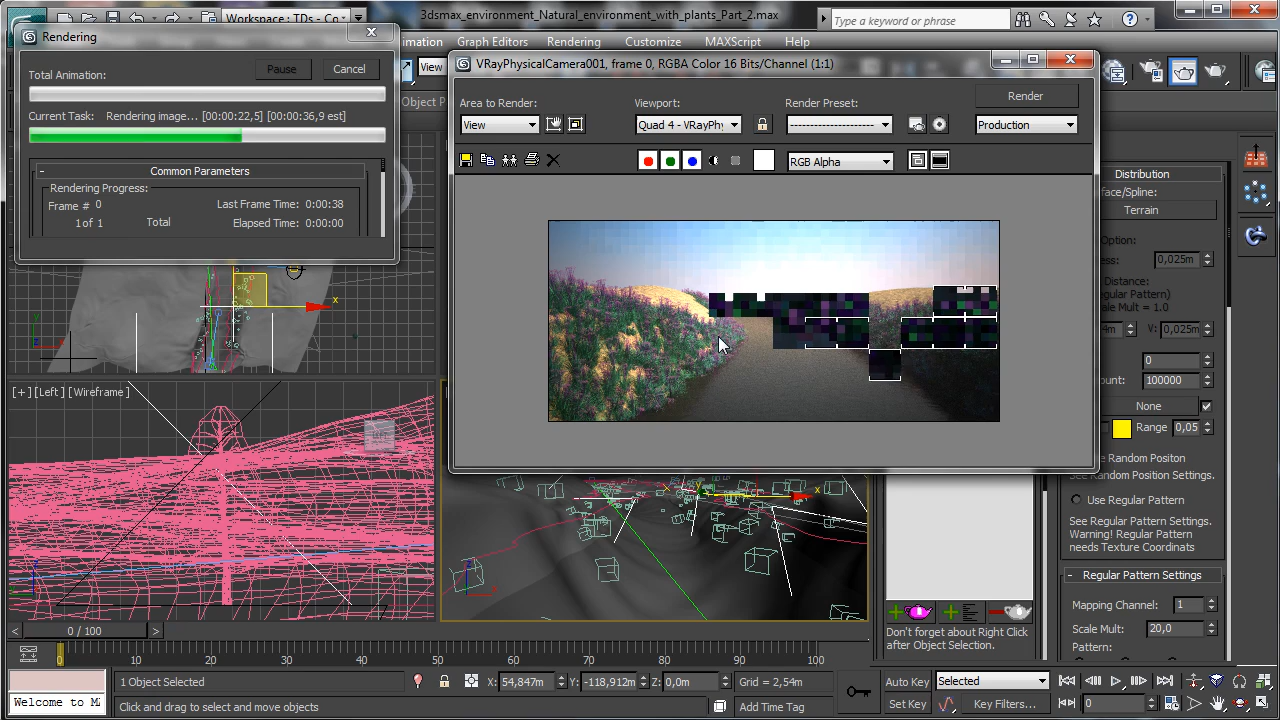 Workspace : TDs - Co
3dsmax_environment_Natural_environment_with_plants_Part_2.max
Type a keyword or phrase
Rendering
imation Graph Editors Rendering Customize MAXScript Help
Total Animation:
Pause
Cancel
View
VRayPhysicalCamera001, frame 0, RGBA Color 16 Bits/Channel (1:1)
Current Task: Rendering image... [00:00:22,5] [00:00:36,9 est]
Object P
Area to Render:
Viewport:
Render Preset:
Render
View
Quad 4 - VRayPhy
Production
RGB Alpha
- Common Parameters
Rendering Progress:
Frame # 0
Last Frame Time: 0:00:38
1 of 1 Total
Elapsed Time: 0:00:00
Distribution
face/Spline:
Terrain
Option:
ess: 0,025m
Distance:
egular Pattern)
le Mult = 1.0
4m V: 0,025m
0
ount: 100000
None
Range 0,05
e Random Positon
ee Random Position Settings.
Use Regular Pattern
See Regular Pattern Settings.
Warning! Regular Pattern
needs Texture Coordinats
- Regular Pattern Settings
Mapping Channel: 1
Scale Mult: 20,0
Pattern:
x
y
[+] [Left] [Wireframe]
x
Don't forget about Right Click
after Object Selection.
< 0 / 100 >
0 10 20 30 40 50 60 70 80 90 100
1 Object Selected
X: 54,847m Y: -118,912m Z: 0,0m
Grid = 2,54m
Auto Key
Selected
Welcome to MA
Click and drag to select and move objects
Add Time Tag
Set Key
Key Filters...
0